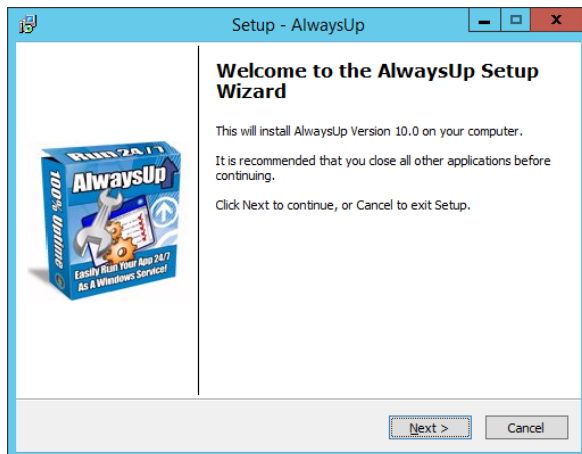 Setup - AlwaysUp
Welcome to the AlwaysUp Setup
Wizard
This will install AlwaysUp Version 10.0 on your computer.
It is recommended that you close all other applications before
continuing.
Click Next to continue, or Cancel to exit Setup.
Run 24/7
AlwaysUp
100% Uptime
Easily Run Your App 24/7
As A Windows Service!
Next >
Cancel